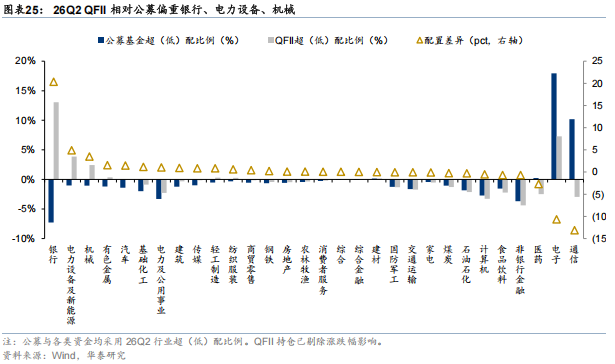 图表25： 26Q2 QFII 相对公募偏重银行、电力设备、机械
公募基金超（低）配比例（%） QFII超（低）配比例（%） 配置差异（pct，右轴）
20% 25
15% 20
15
10% 10
5% 5
0% 0
(5)
-5% (10)
-10% (15)
银行
电力设备及新能源
机械
有色金属
汽车
基础化工
电力及公用事业
建筑
传媒
轻工制造
纺织服装
商贸零售
钢铁
房地产
农林牧渔
消费者服务
综合
综合金融
建材
国防军工
交通运输
家电
煤炭
石油石化
计算机
食品饮料
非银行金融
医药
电子
通信
注：公募与各类资金均采用 26Q2 行业超（低）配比例。QFII 持仓已剔除涨跌幅影响。
资料来源：Wind，华泰研究